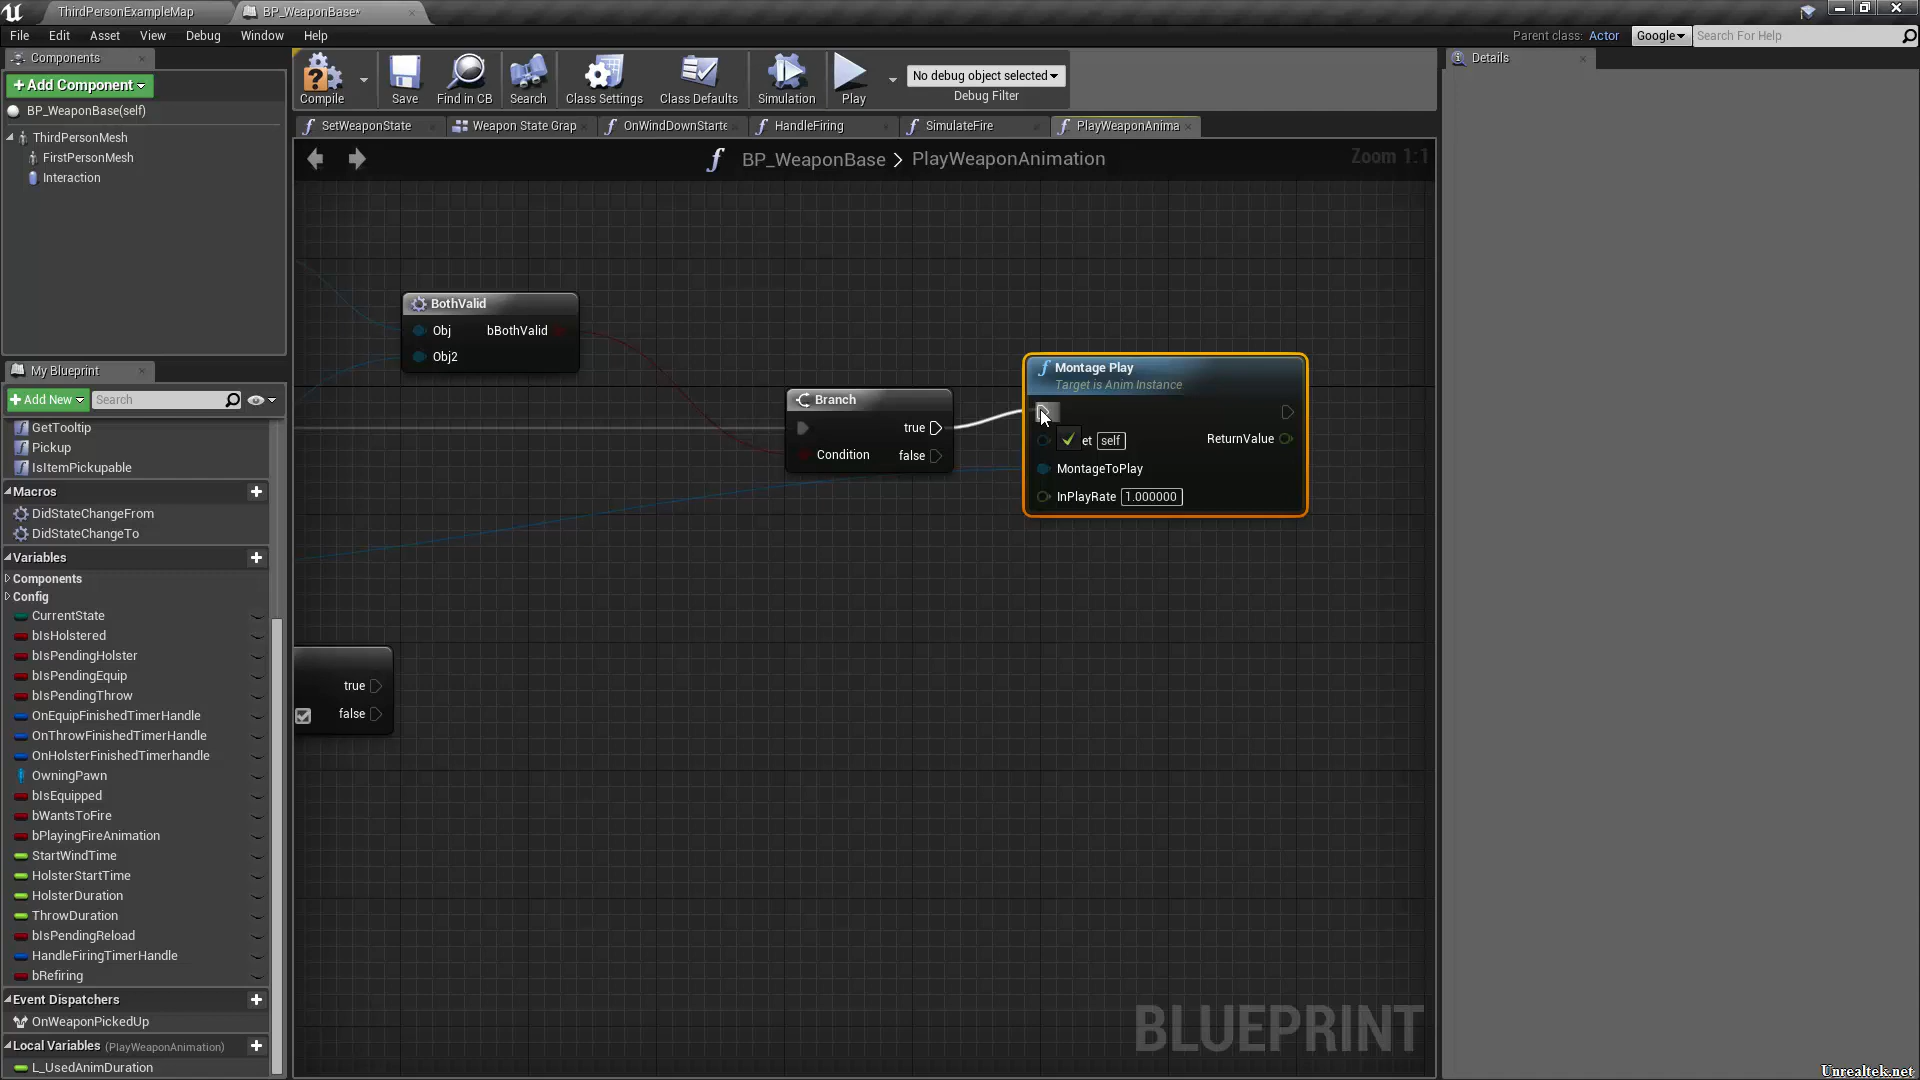 ThirdPersonExampleMap
BP_WeaponBase*
File Edit Asset View Debug Window Help
Parent class: Actor
Google
Search For Help
Components
+Add Component
BP_WeaponBase(self)
ThirdPersonMesh
FirstPersonMesh
Interaction
Compile
Save
Find in CB
Search
Class Settings
Class Defaults
Simulation
Play
No debug object selected
Debug Filter
Details
SetWeaponState
Weapon State Grap
OnWindDownStarte
HandleFiring
SimulateFire
PlayWeaponAnima
BP_WeaponBase > PlayWeaponAnimation
Zoom 1:1
BothValid
Obj bBothValid
Obj2
Branch
true
Condition false
Montage Play
Target is Anim Instance
et self
ReturnValue
MontageToPlay
InPlayRate 1.000000
true
false
BLUEPRINT
My Blueprint
+Add New
Search
GetTooltip
Pickup
IsItemPickupable
Macros
DidStateChangeFrom
DidStateChangeTo
Variables
Components
Config
CurrentState
bIsHolstered
bIsPendingHolster
bIsPendingEquip
bIsPendingThrow
OnEquipFinishedTimerHandle
OnThrowFinishedTimerHandle
OnHolsterFinishedTimerhandle
OwningPawn
bIsEquipped
bWantsToFire
bPlayingFireAnimation
StartWindTime
HolsterStartTime
HolsterDuration
ThrowDuration
bIsPendingReload
HandleFiringTimerHandle
bRefiring
Event Dispatchers
OnWeaponPickedUp
Local Variables (PlayWeaponAnimation)
L_UsedAnimDuration
Unrealtek.net